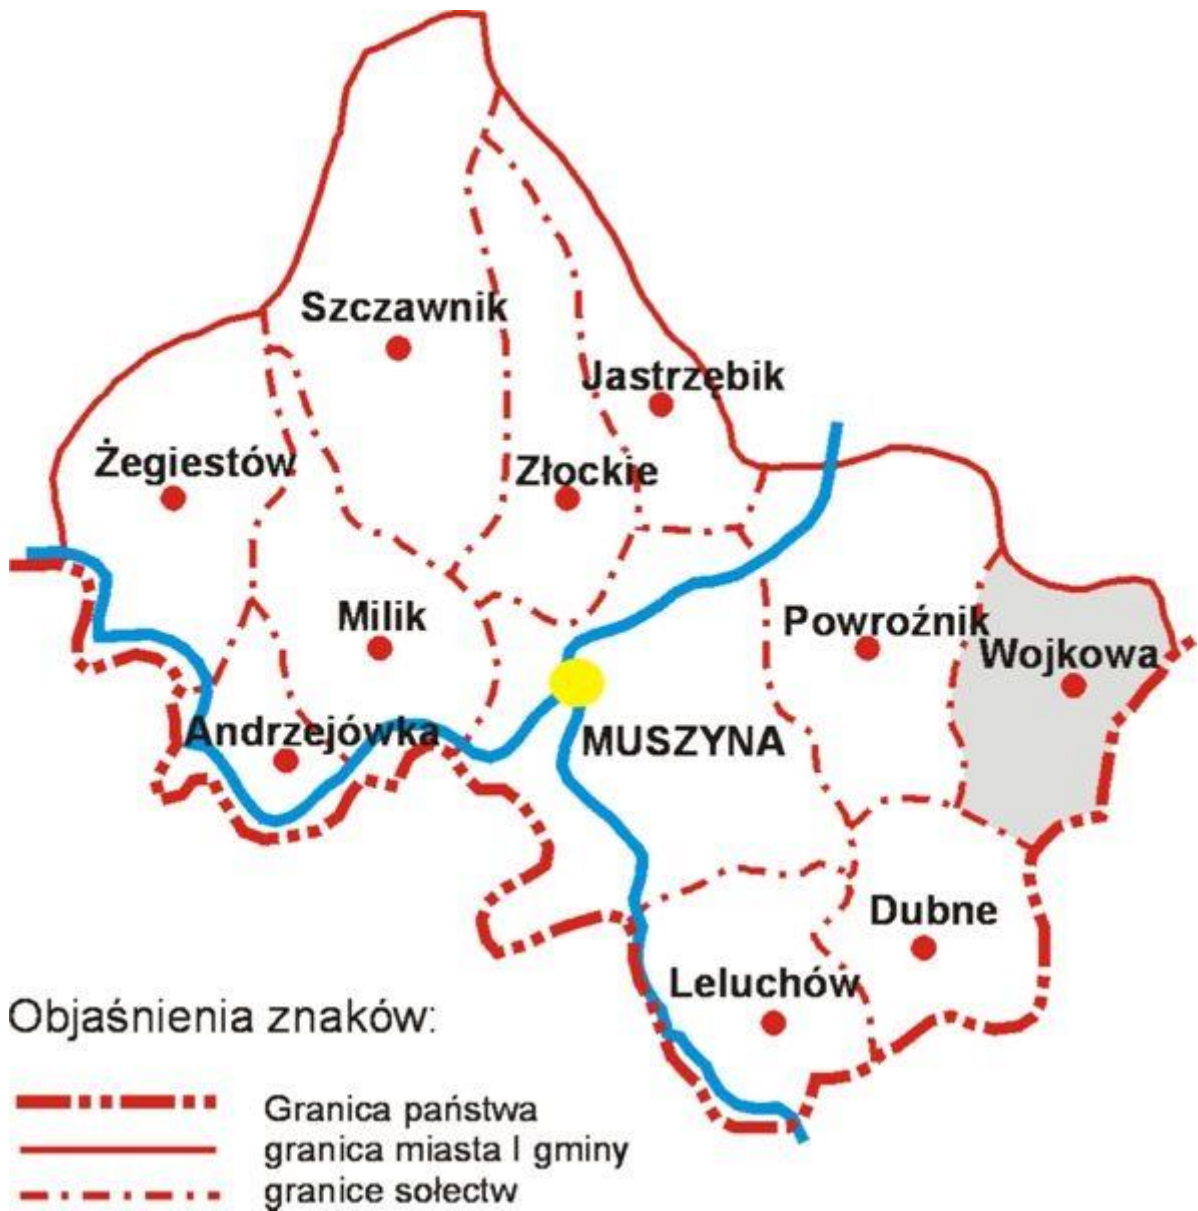 Szczawnik
Jastrzębik
Żegiestów
Złockie
Milik
Powroźnik
Wojkowa
Andrzejówka
MUSZYNA
Dubne
Leluchów
Objaśnienia znaków:
Granica państwa
granica miasta I gminy
granice sołectw